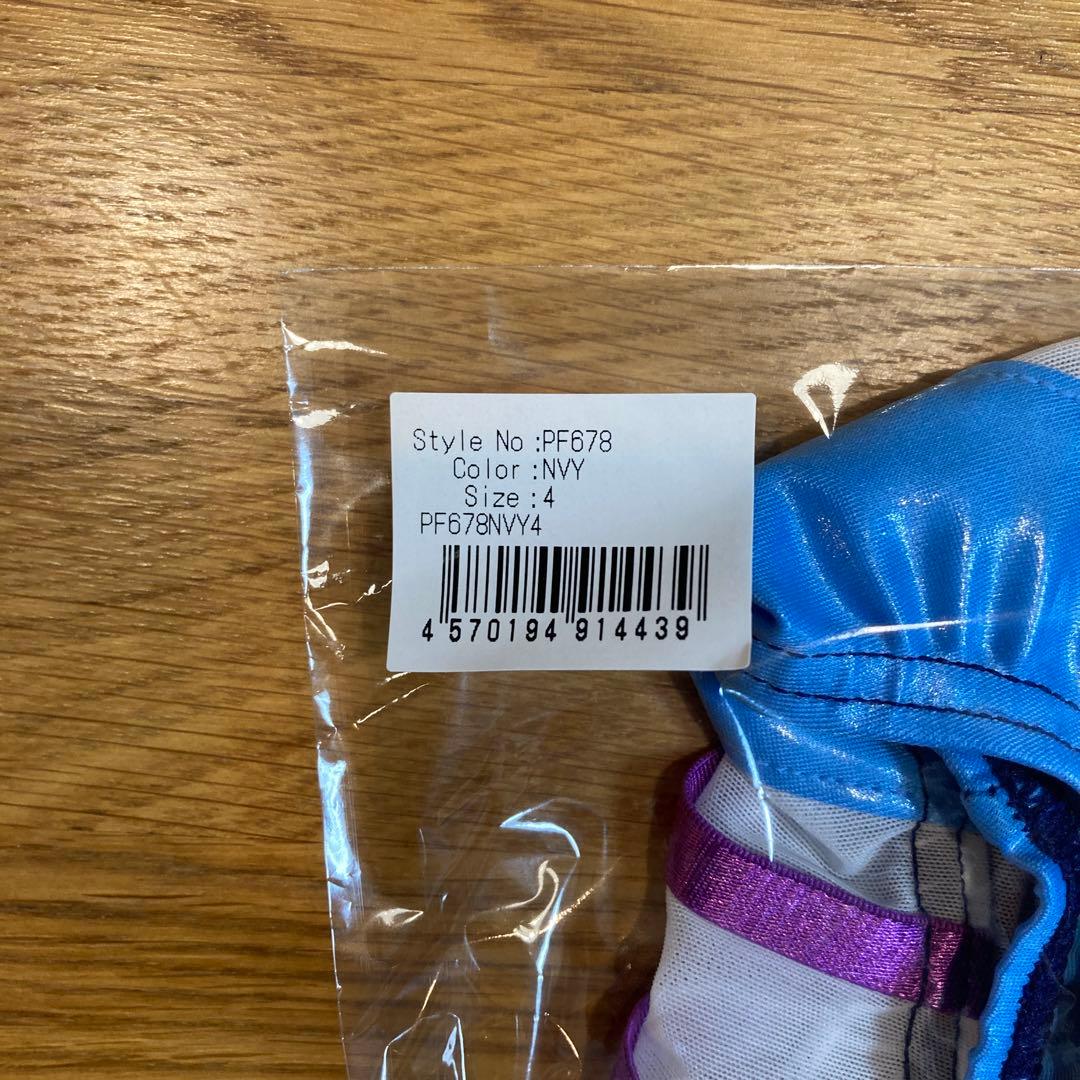 Style No :PF678
Color :NVY
Size :4
PF678NVY4
4 570194 914439